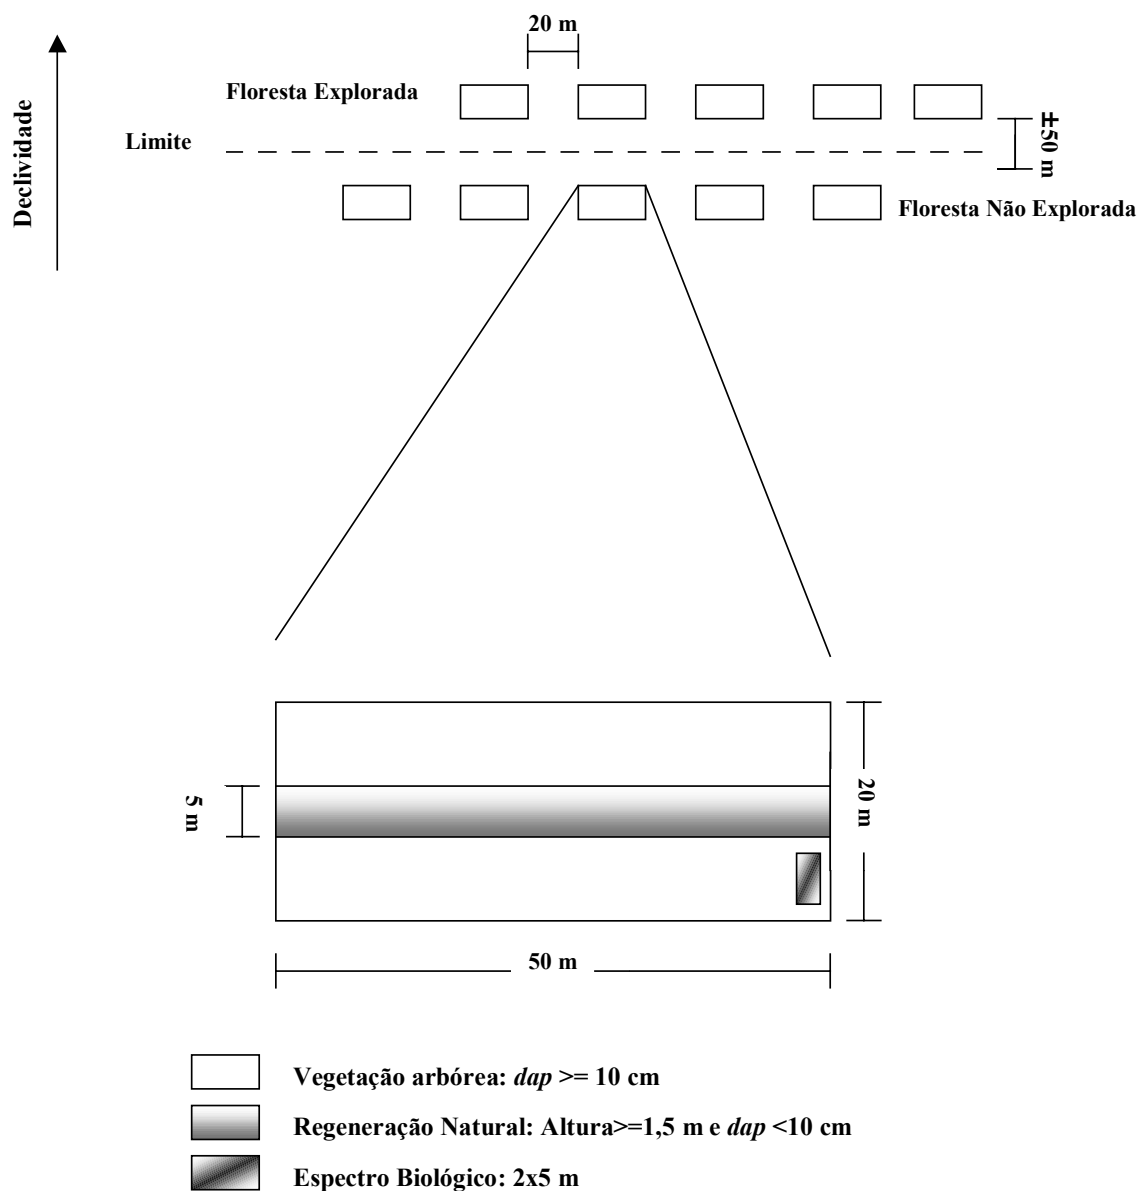 20 m
Floresta Explorada
Limite
Declividade
±50 m
Floresta Não Explorada
5 m
20 m
50 m
Vegetação arbórea: dap >= 10 cm
Regeneração Natural: Altura>=1,5 m e dap <10 cm
Espectro Biológico: 2x5 m